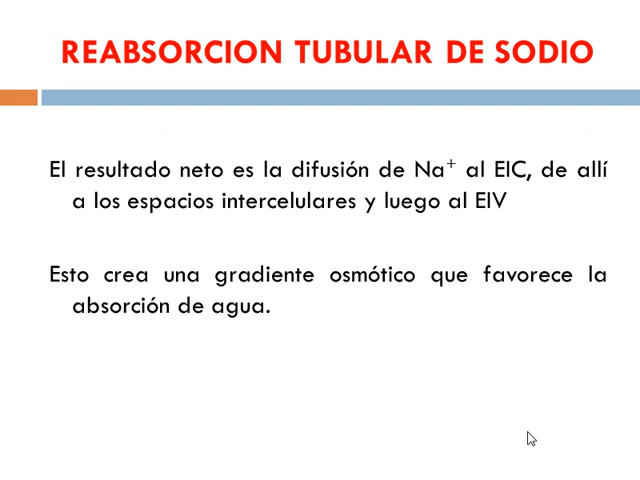 REABSORCION TUBULAR DE SODIO
El resultado neto es la difusión de Na⁺ al EIC, de allí
a los espacios intercelulares y luego al EIV
Esto crea una gradiente osmótico que favorece la
absorción de agua.